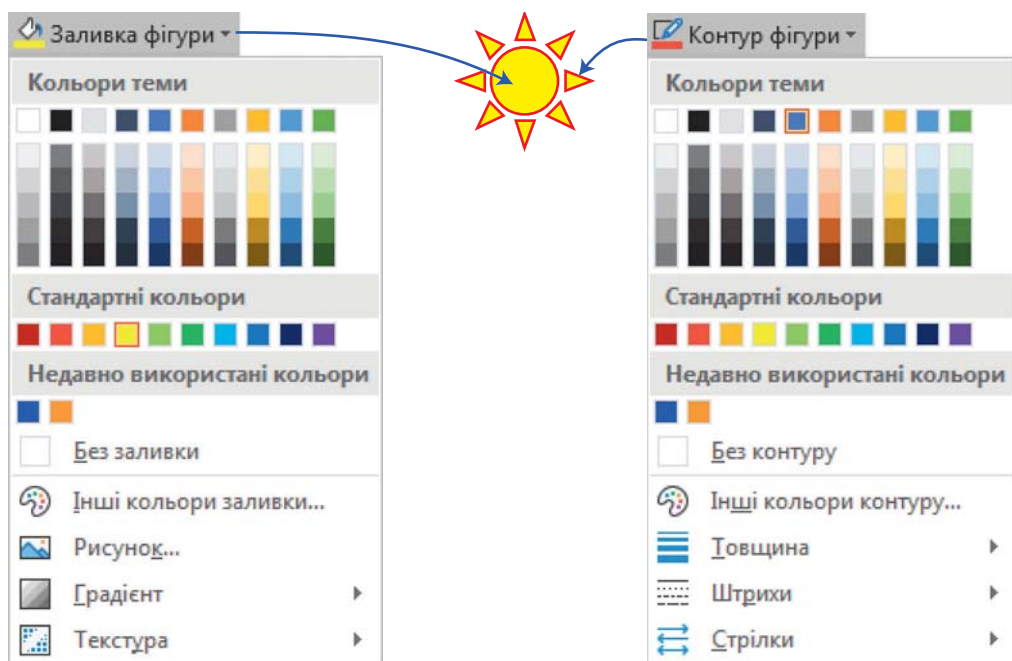 Заливка фігури
Кольори теми
Стандартні кольори
Недавно використані кольори
Без заливки
Інші кольори заливки...
Рисунок...
Градієнт
Текстура
Контур фігури
Кольори теми
Стандартні кольори
Недавно використані кольори
Без контуру
Інші кольори контуру...
Товщина
Штрихи
Стрілки